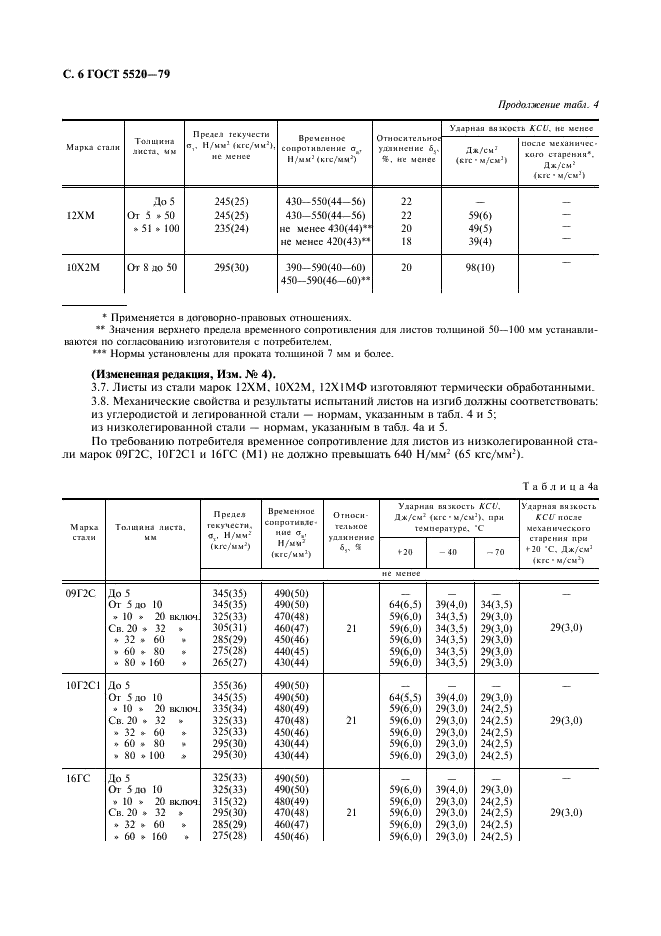 С. 6 ГОСТ 5520—79
Продолжение табл. 4
Марка стали | Толщина листа, мм | Предел текучести σт, Н/мм² (кгс/мм²), не менее | Временное сопротивление σв, Н/мм² (кгс/мм²) | Относительное удлинение δ5, %, не менее | Ударная вязкость KCU, не менее
Дж/см² (кгс·м/см²) | после механического старения*, Дж/см² (кгс·м/см²)
До 5 | 245(25) | 430—550(44—56) | 22 | — | —
12ХМ | От 5 » 50 | 245(25) | 430—550(44—56) | 22 | 59(6) | —
» 51 » 100 | 235(24) | не менее 430(44)** | 20 | 49(5) | —
не менее 420(43)** | 18 | 39(4) | —
10Х2М | От 8 до 50 | 295(30) | 390—590(40—60) | 20 | 98(10) | —
450—590(46—60)**
* Применяется в договорно-правовых отношениях.
** Значения верхнего предела временного сопротивления для листов толщиной 50—100 мм устанавли-
ваются по согласованию изготовителя с потребителем.
*** Нормы установлены для проката толщиной 7 мм и более.
(Измененная редакция, Изм. № 4).
3.7. Листы из стали марок 12ХМ, 10Х2М, 12Х1МФ изготовляют термически обработанными.
3.8. Механические свойства и результаты испытаний листов на изгиб должны соответствовать:
из углеродистой и легированной стали — нормам, указанным в табл. 4 и 5;
из низколегированной стали — нормам, указанным в табл. 4а и 5.
По требованию потребителя временное сопротивление для листов из низколегированной ста-
ли марок 09Г2С, 10Г2С1 и 16ГС (М1) не должно превышать 640 Н/мм² (65 кгс/мм²).
Таблица 4а
Марка стали | Толщина листа, мм | Предел текучести, σт, Н/мм² (кгс/мм²) | Временное сопротивле-ние σв, Н/мм² (кгс/мм²) | Относи-тельное удлинение δ5, % | Ударная вязкость KCU, Дж/см² (кгс·м/см²), при температуре, °С | Ударная вязкость KCU после механического старения при +20 °С, Дж/см² (кгс·м/см²)
+20 | −40 | −70
не менее
09Г2С | До 5 | 345(35) | 490(50) | — | — | — | —
От 5 до 10 | 345(35) | 490(50) | 64(6,5) | 39(4,0) | 34(3,5)
» 10 » 20 включ. | 325(33) | 470(48) | 59(6,0) | 34(3,5) | 29(3,0)
Св. 20 » 32 » | 305(31) | 460(47) | 21 | 59(6,0) | 34(3,5) | 29(3,0) | 29(3,0)
» 32 » 60 » | 285(29) | 450(46) | 59(6,0) | 34(3,5) | 29(3,0)
» 60 » 80 » | 275(28) | 440(45) | 59(6,0) | 34(3,5) | 29(3,0)
» 80 » 160 » | 265(27) | 430(44) | 59(6,0) | 34(3,5) | 29(3,0)
10Г2С1 | До 5 | 355(36) | 490(50) | — | — | — | —
От 5 до 10 | 345(35) | 490(50) | 64(5,5) | 39(4,0) | 29(3,0)
» 10 » 20 включ. | 335(34) | 480(49) | 59(6,0) | 29(3,0) | 24(2,5)
Св. 20 » 32 » | 325(33) | 470(48) | 21 | 59(6,0) | 29(3,0) | 24(2,5) | 29(3,0)
» 32 » 60 » | 325(33) | 450(46) | 59(6,0) | 29(3,0) | 24(2,5)
» 60 » 80 » | 295(30) | 430(44) | 59(6,0) | 29(3,0) | 24(2,5)
» 80 » 100 » | 295(30) | 430(44) | 59(6,0) | 29(3,0) | 24(2,5)
16ГС | До 5 | 325(33) | 490(50) | — | — | — | —
От 5 до 10 | 325(33) | 490(50) | 59(6,0) | 39(4,0) | 29(3,0)
» 10 » 20 включ. | 315(32) | 480(49) | 59(6,0) | 29(3,0) | 24(2,5)
Св. 20 » 32 » | 295(30) | 470(48) | 21 | 59(6,0) | 29(3,0) | 24(2,5) | 29(3,0)
» 32 » 60 » | 285(29) | 460(47) | 59(6,0) | 29(3,0) | 24(2,5)
» 60 » 160 » | 275(28) | 450(46) | 59(6,0) | 29(3,0) | 24(2,5)